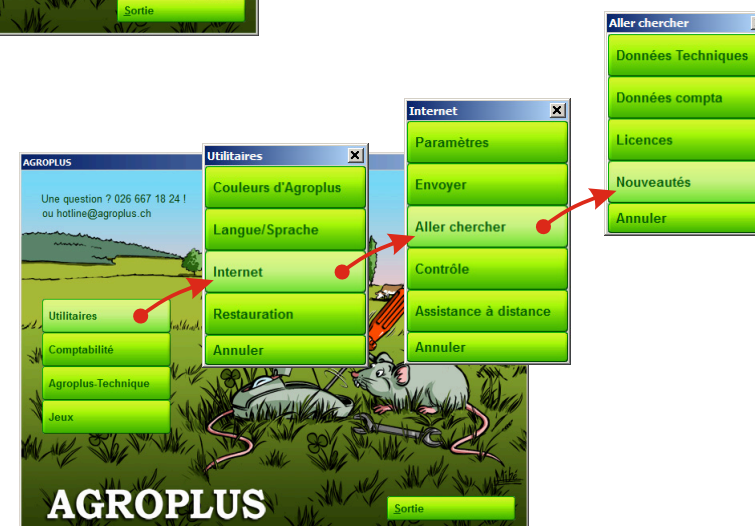 Sortie
Aller chercher
Données Techniques
Données compta
Licences
Nouveautés
Annuler
Internet
Paramètres
Envoyer
Aller chercher
Contrôle
Assistance à distance
Annuler
Utilitaires
Couleurs d'Agroplus
Langue/Sprache
Internet
Restauration
Annuler
AGROPLUS
Une question ? 026 667 18 24 !
ou hotline@agroplus.ch
Utilitaires
Comptabilité
Agroplus-Technique
Jeux
AGROPLUS
Sortie